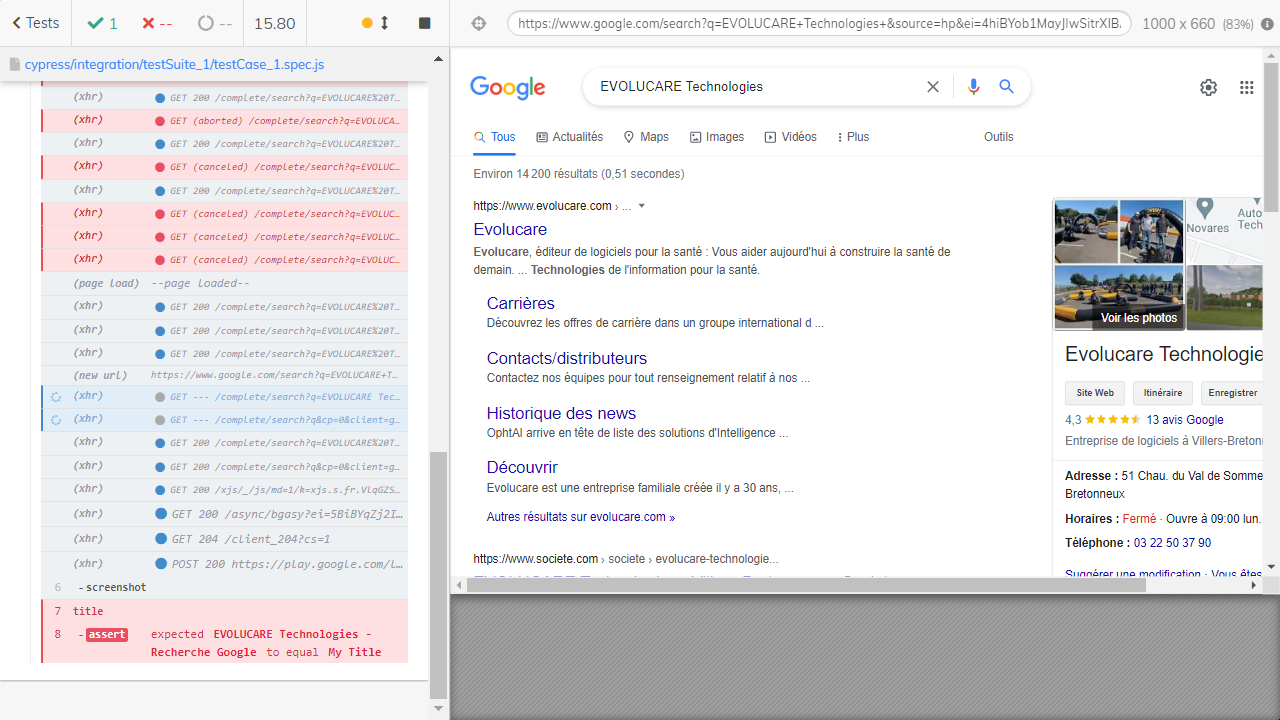 Tests
1
--
--
15.80
cypress/integration/testSuite_1/testCase_1.spec.js
(xhr) GET 200 /complete/search?q=EVOLUCARE%20T...
(xhr) GET (aborted) /complete/search?q=EVOLUCA...
(xhr) GET 200 /complete/search?q=EVOLUCARE%20T...
(xhr) GET (canceled) /complete/search?q=EVOLUC...
(xhr) GET 200 /complete/search?q=EVOLUCARE%20T...
(xhr) GET (canceled) /complete/search?q=EVOLUC...
(xhr) GET (canceled) /complete/search?q=EVOLUC...
(xhr) GET (canceled) /complete/search?q=EVOLUC...
(page load) --page loaded--
(xhr) GET 200 /complete/search?q=EVOLUCARE%20T...
(xhr) GET 200 /complete/search?q=EVOLUCARE%20T...
(xhr) GET 200 /complete/search?q=EVOLUCARE%20T...
(new url) https://www.google.com/search?q=EVOLUCARE+T...
(xhr) GET --- /complete/search?q=EVOLUCARE Tec...
(xhr) GET --- /complete/search?q&cp=0&client=g...
(xhr) GET 200 /complete/search?q=EVOLUCARE%20T...
(xhr) GET 200 /complete/search?q&cp=0&client=g...
(xhr) GET 200 /xjs/_/js/md=1/k=xjs.s.fr.VLqGZS...
(xhr) GET 200 /async/bgasy?ei=5BiBYqZj2I...
(xhr) GET 204 /client_204?cs=1
(xhr) POST 200 https://play.google.com/l...
6 -screenshot
7 title
8 -assert expected EVOLUCARE Technologies -
Recherche Google to equal My Title
https://www.google.com/search?q=EVOLUCARE+Technologies+&source=hp&ei=4hiBYob1MayJlwSitrXIBA
1000 x 660 (83%)
Google
EVOLUCARE Technologies
Tous
Actualités
Maps
Images
Vidéos
Plus
Outils
Environ 14 200 résultats (0,51 secondes)
https://www.evolucare.com › ...
Evolucare
Evolucare, éditeur de logiciels pour la santé : Vous aider aujourd'hui à construire la santé de
demain. ... Technologies de l'information pour la santé.
Carrières
Découvrez les offres de carrière dans un groupe international d ...
Contacts/distributeurs
Contactez nos équipes pour tout renseignement relatif à nos ...
Historique des news
OphtAI arrive en tête de liste des solutions d'Intelligence ...
Découvrir
Evolucare est une entreprise familiale créée il y a 30 ans, ...
Autres résultats sur evolucare.com »
https://www.societe.com › societe › evolucare-technologie...
Novares
Auto
Tech
Voir les photos
Evolucare Technologie
Site Web
Itinéraire
Enregistrer
4,3
13 avis Google
Entreprise de logiciels à Villers-Breton
Adresse : 51 Chau. du Val de Somme
Bretonneux
Horaires : Fermé · Ouvre à 09:00 lun.
Téléphone : 03 22 50 37 90
Suggérer une modification · Vous êtes